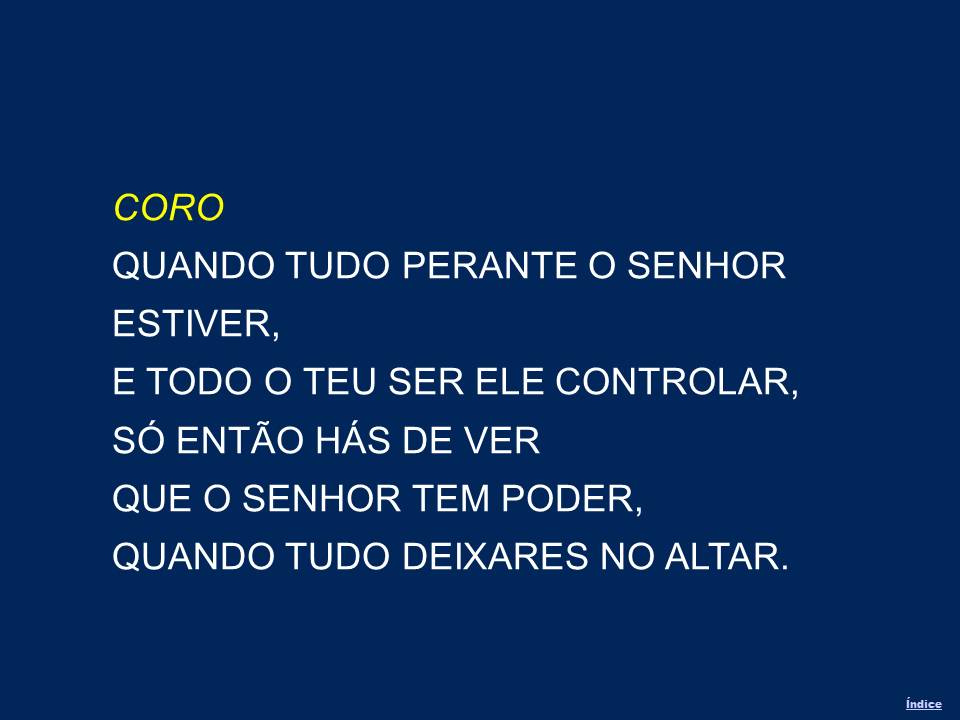 CORO
QUANDO TUDO PERANTE O SENHOR
ESTIVER,
E TODO O TEU SER ELE CONTROLAR,
SÓ ENTÃO HÁS DE VER
QUE O SENHOR TEM PODER,
QUANDO TUDO DEIXARES NO ALTAR.
Índice